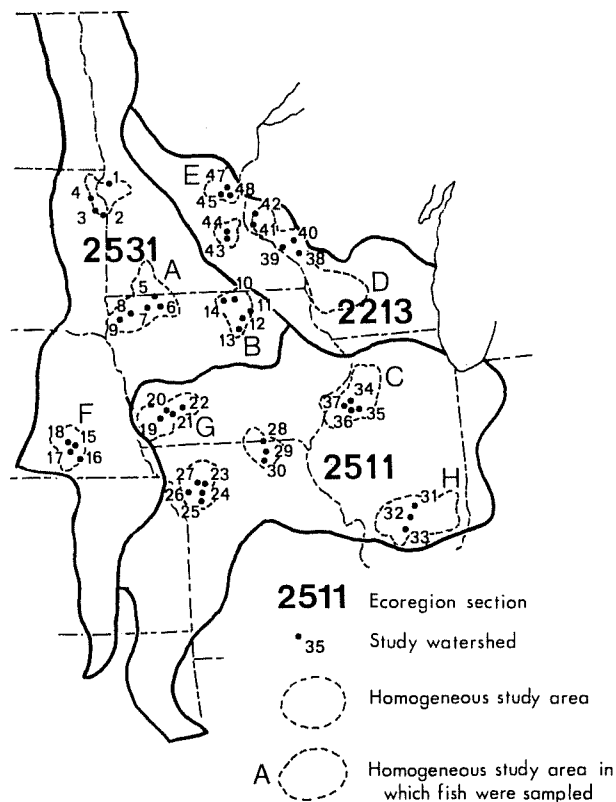 1
4
3 2
2531
E
47
45 48
42
44 41 40
43
39 38
D
2213
A
5
8 6
9 7
10
14 11
12
13
B
F
18 15
17 16
20 22
19 21
G
C
34
37
36 35
28
29
30
2511
27 23
26 24
25
H
31
32
33
2511 Ecoregion section
35 Study watershed
Homogeneous study area
A Homogeneous study area in
which fish were sampled